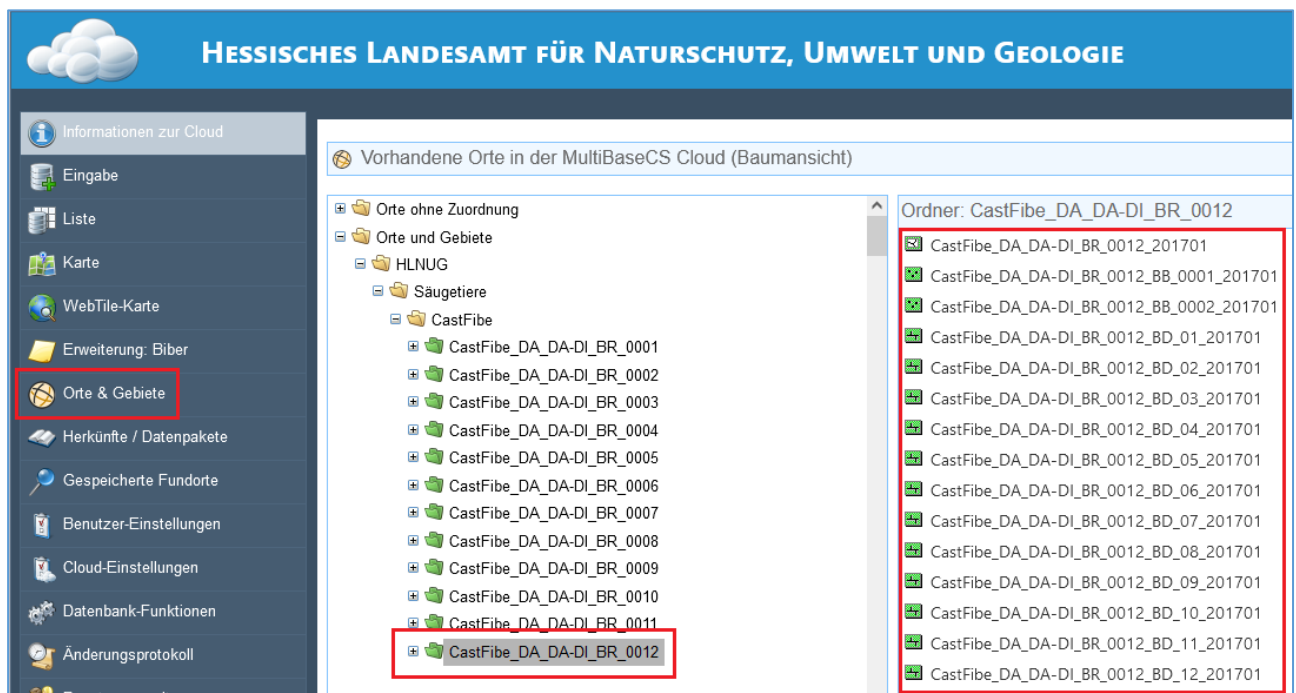 HESSISCHES LANDESAMT FÜR NATURSCHUTZ, UMWELT UND GEOLOGIE
Informationen zur Cloud
Eingabe
Liste
Karte
WebTile-Karte
Erweiterung: Biber
Orte & Gebiete
Herkünfte / Datenpakete
Gespeicherte Fundorte
Benutzer-Einstellungen
Cloud-Einstellungen
Datenbank-Funktionen
Änderungsprotokoll
Vorhandene Orte in der MultiBaseCS Cloud (Baumansicht)
Orte ohne Zuordnung
Orte und Gebiete
HLNUG
Säugetiere
CastFibe
CastFibe_DA_DA-DI_BR_0001
CastFibe_DA_DA-DI_BR_0002
CastFibe_DA_DA-DI_BR_0003
CastFibe_DA_DA-DI_BR_0004
CastFibe_DA_DA-DI_BR_0005
CastFibe_DA_DA-DI_BR_0006
CastFibe_DA_DA-DI_BR_0007
CastFibe_DA_DA-DI_BR_0008
CastFibe_DA_DA-DI_BR_0009
CastFibe_DA_DA-DI_BR_0010
CastFibe_DA_DA-DI_BR_0011
CastFibe_DA_DA-DI_BR_0012
Ordner: CastFibe_DA_DA-DI_BR_0012
CastFibe_DA_DA-DI_BR_0012_201701
CastFibe_DA_DA-DI_BR_0012_BB_0001_201701
CastFibe_DA_DA-DI_BR_0012_BB_0002_201701
CastFibe_DA_DA-DI_BR_0012_BD_01_201701
CastFibe_DA_DA-DI_BR_0012_BD_02_201701
CastFibe_DA_DA-DI_BR_0012_BD_03_201701
CastFibe_DA_DA-DI_BR_0012_BD_04_201701
CastFibe_DA_DA-DI_BR_0012_BD_05_201701
CastFibe_DA_DA-DI_BR_0012_BD_06_201701
CastFibe_DA_DA-DI_BR_0012_BD_07_201701
CastFibe_DA_DA-DI_BR_0012_BD_08_201701
CastFibe_DA_DA-DI_BR_0012_BD_09_201701
CastFibe_DA_DA-DI_BR_0012_BD_10_201701
CastFibe_DA_DA-DI_BR_0012_BD_11_201701
CastFibe_DA_DA-DI_BR_0012_BD_12_201701